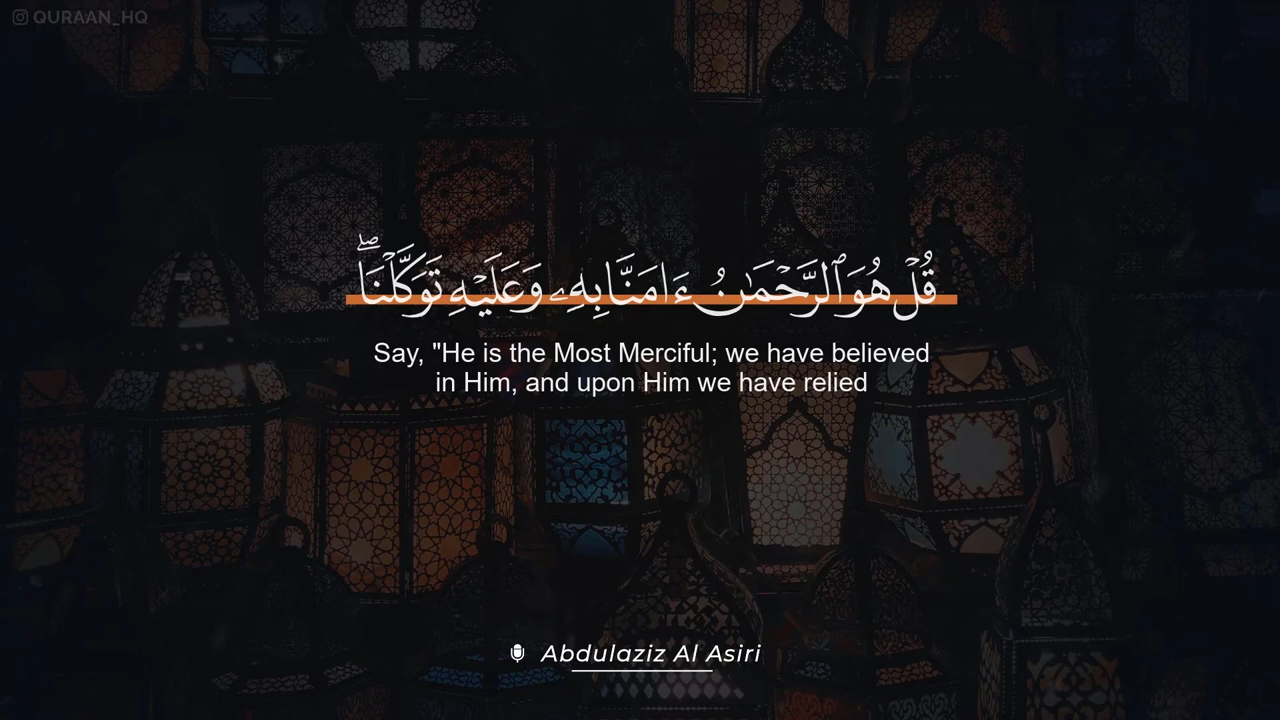 QURAAN_HQ
قُلۡ هُوَ ٱلرَّحۡمَـٰنُ ءَامَنَّا بِهِۦ وَعَلَيۡهِ تَوَكَّلۡنَاۖ
Say, "He is the Most Merciful; we have believed
in Him, and upon Him we have relied
Abdulaziz Al Asiri